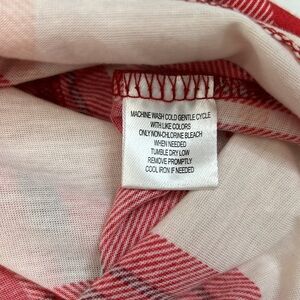 MACHINE WASH COLD GENTLE CYCLE
WITH LIKE COLORS
ONLY NON-CHLORINE BLEACH
WHEN NEEDED
TUMBLE DRY LOW
REMOVE PROMPTLY
COOL IRON IF NEEDED